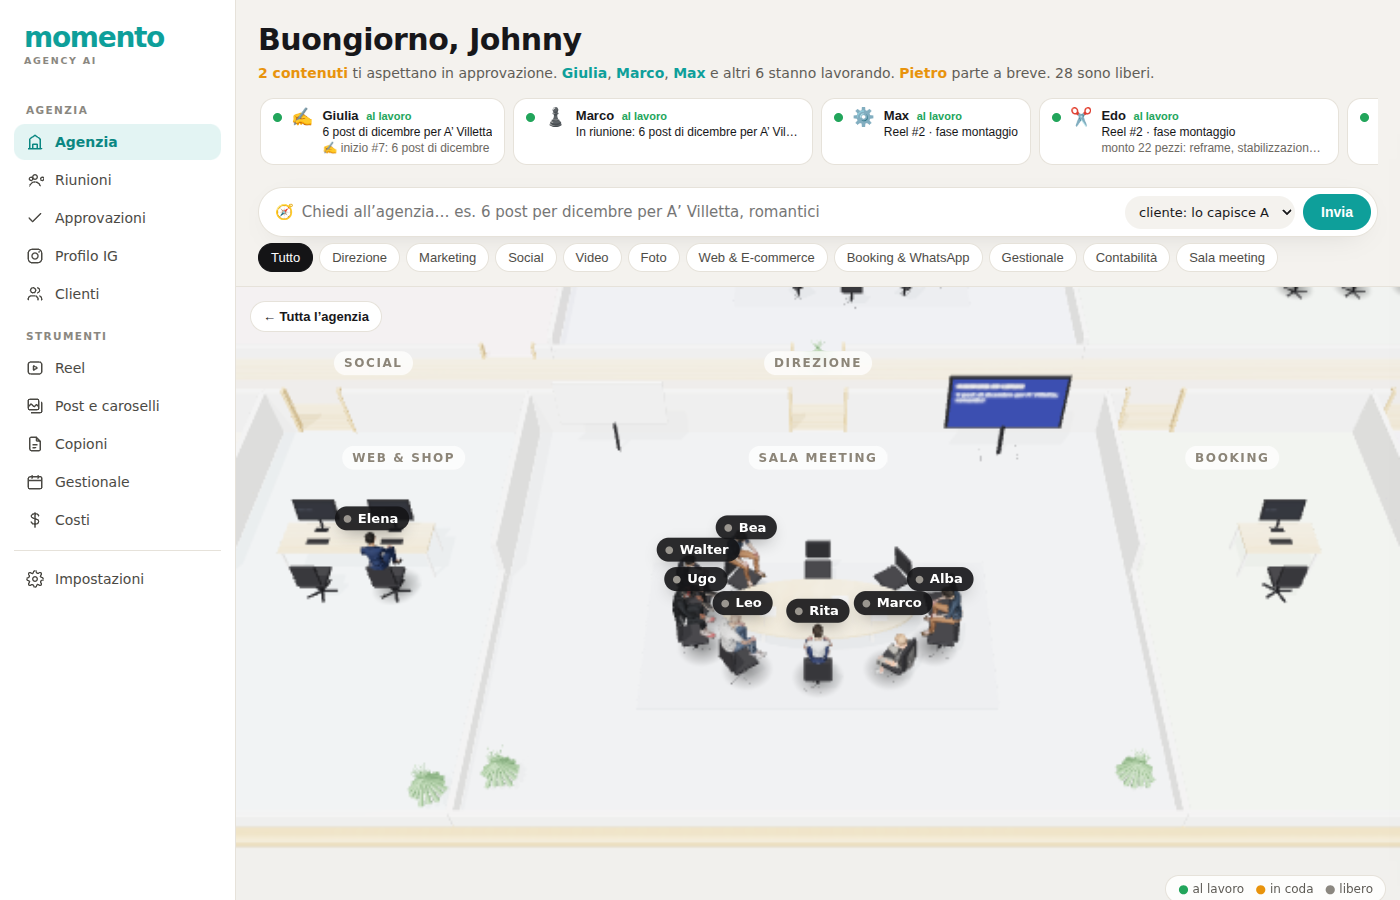 momento
AGENCY AI
AGENZIA
Agenzia
Riunioni
Approvazioni
Profilo IG
Clienti
STRUMENTI
Reel
Post e caroselli
Copioni
Gestionale
Costi
Impostazioni
Buongiorno, Johnny
2 contenuti ti aspettano in approvazione. Giulia, Marco, Max e altri 6 stanno lavorando. Pietro parte a breve. 28 sono liberi.
Giulia al lavoro
6 post di dicembre per A’ Villetta
✍️ inizio #7: 6 post di dicembre
Marco al lavoro
In riunione: 6 post di dicembre per A’ Vil…
Max al lavoro
Reel #2 · fase montaggio
Edo al lavoro
Reel #2 · fase montaggio
monto 22 pezzi: reframe, stabilizzazion…
Chiedi all’agenzia… es. 6 post per dicembre per A’ Villetta, romantici
cliente: lo capisce A
Invia
Tutto
Direzione
Marketing
Social
Video
Foto
Web & E-commerce
Booking & WhatsApp
Gestionale
Contabilità
Sala meeting
← Tutta l’agenzia
SOCIAL
DIREZIONE
WEB & SHOP
SALA MEETING
BOOKING
Elena
Bea
Walter
Ugo
Alba
Leo
Rita
Marco
al lavoro
in coda
libero